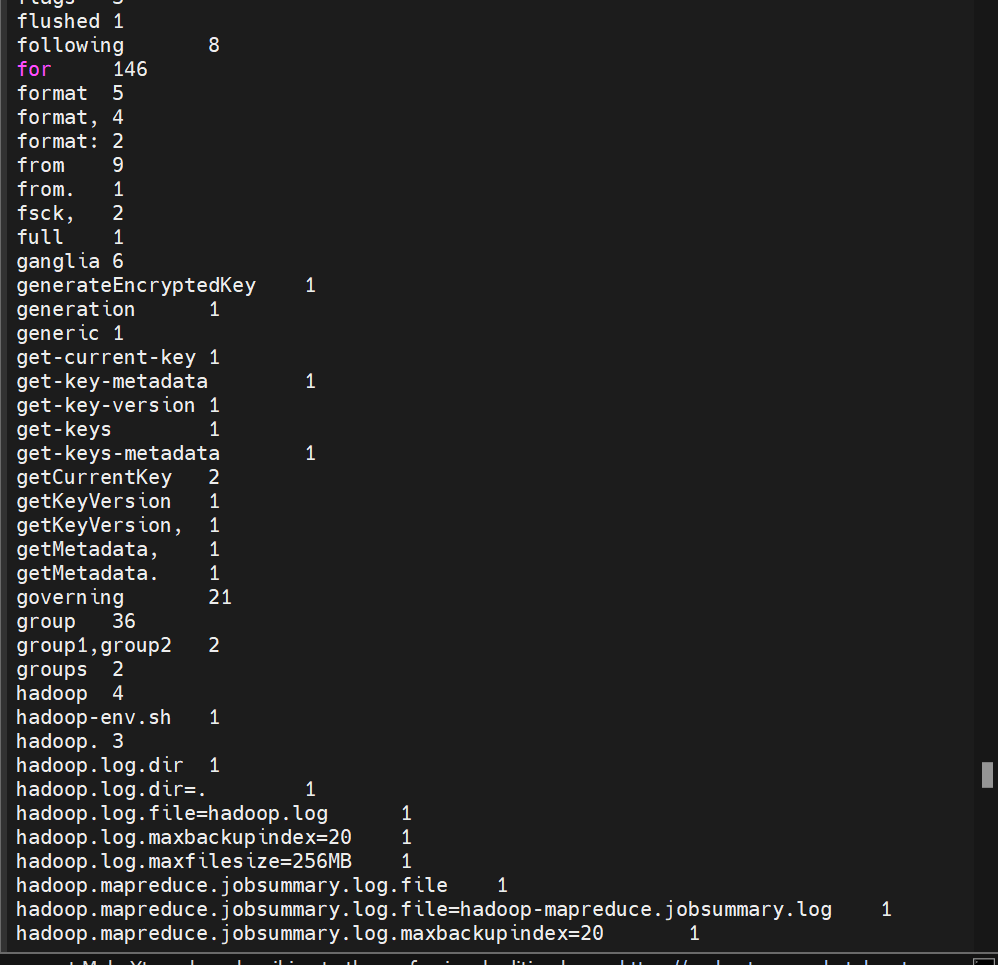 flags 3
flushed 1
following 8
for 146
format 5
format, 4
format: 2
from 9
from. 1
fsck, 2
full 1
ganglia 6
generateEncryptedKey 1
generation 1
generic 1
get-current-key 1
get-key-metadata 1
get-key-version 1
get-keys 1
get-keys-metadata 1
getCurrentKey 2
getKeyVersion 1
getKeyVersion, 1
getMetadata, 1
getMetadata. 1
governing 21
group 36
group1,group2 2
groups 2
hadoop 4
hadoop-env.sh 1
hadoop. 3
hadoop.log.dir 1
hadoop.log.dir=. 1
hadoop.log.file=hadoop.log 1
hadoop.log.maxbackupindex=20 1
hadoop.log.maxfilesize=256MB 1
hadoop.mapreduce.jobsummary.log.file 1
hadoop.mapreduce.jobsummary.log.file=hadoop-mapreduce.jobsummary.log 1
hadoop.mapreduce.jobsummary.log.maxbackupindex=20 1